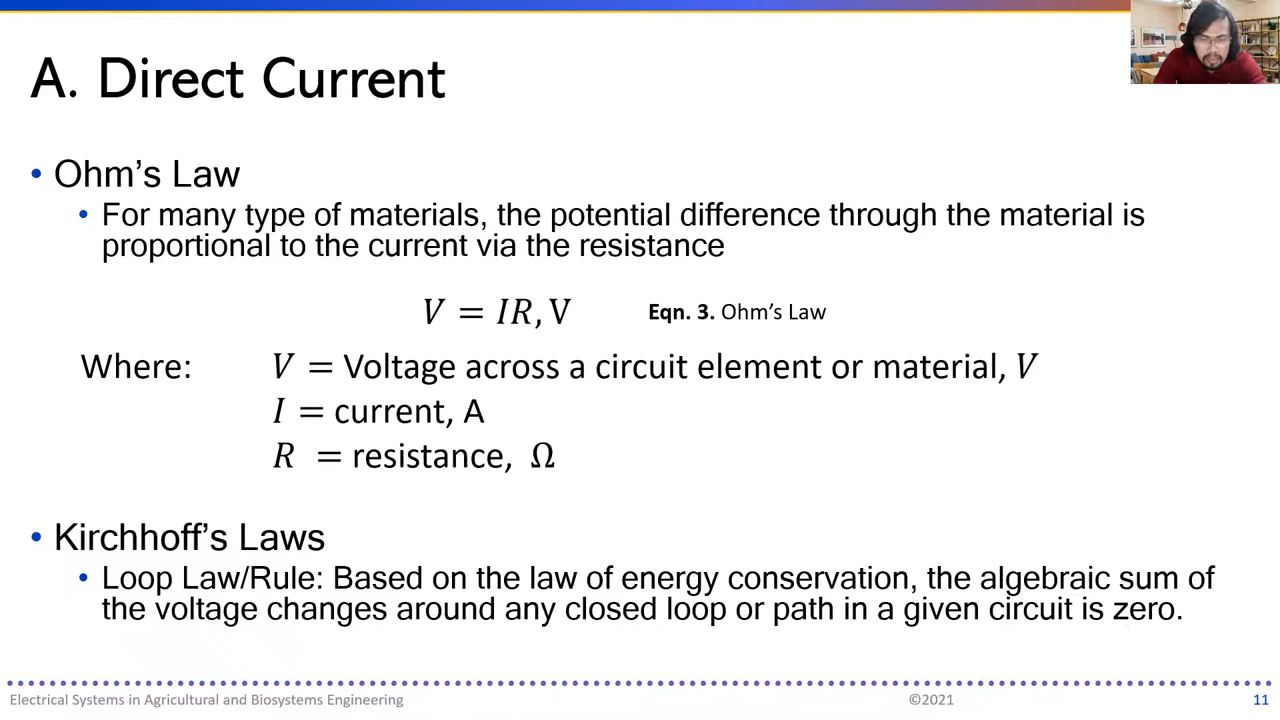 A. Direct Current
• Ohm's Law
• For many type of materials, the potential difference through the material is
proportional to the current via the resistance
V = IR, V Eqn. 3. Ohm's Law
Where: V = Voltage across a circuit element or material, V
I = current, A
R = resistance, Ω
• Kirchhoff's Laws
• Loop Law/Rule: Based on the law of energy conservation, the algebraic sum of
the voltage changes around any closed loop or path in a given circuit is zero.
Electrical Systems in Agricultural and Biosystems Engineering ©2021 11